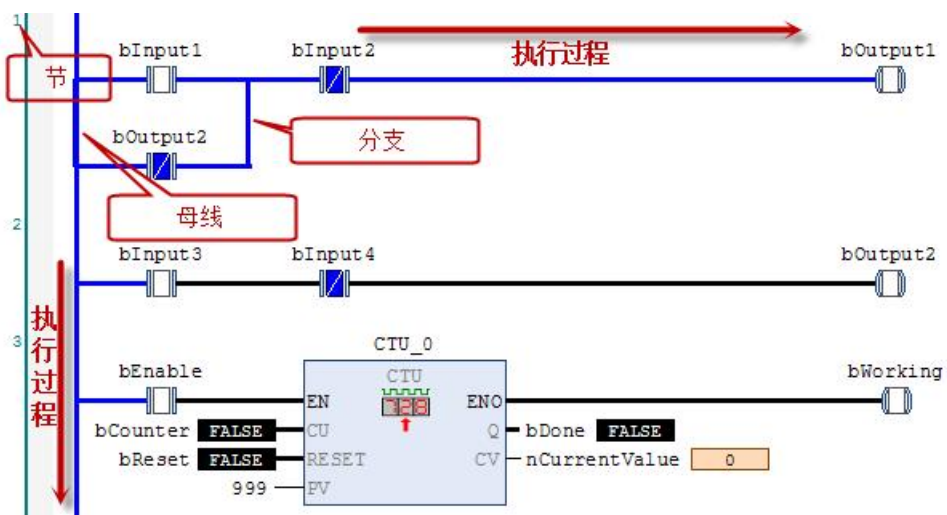 1
bInput1
bInput2
执行过程
bOutput1
节
bOutput2
分支
母线
2
bInput3
bInput4
bOutput2
执行过程
3
CTU_0
bEnable
CTU
bWorking
EN
728
ENO
bCounter FALSE CU
Q bDone FALSE
bReset FALSE RESET
CV nCurrentValue 0
999 PV